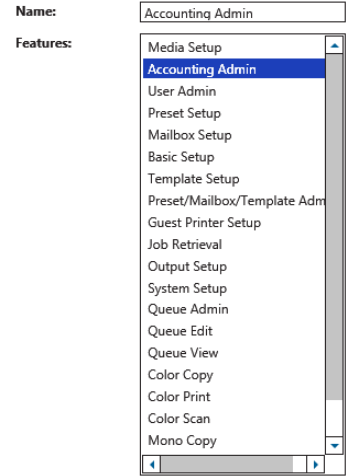 Name: Accounting Admin
Features:
Media Setup
Accounting Admin
User Admin
Preset Setup
Mailbox Setup
Basic Setup
Template Setup
Preset/Mailbox/Template Adm
Guest Printer Setup
Job Retrieval
Output Setup
System Setup
Queue Admin
Queue Edit
Queue View
Color Copy
Color Print
Color Scan
Mono Copy